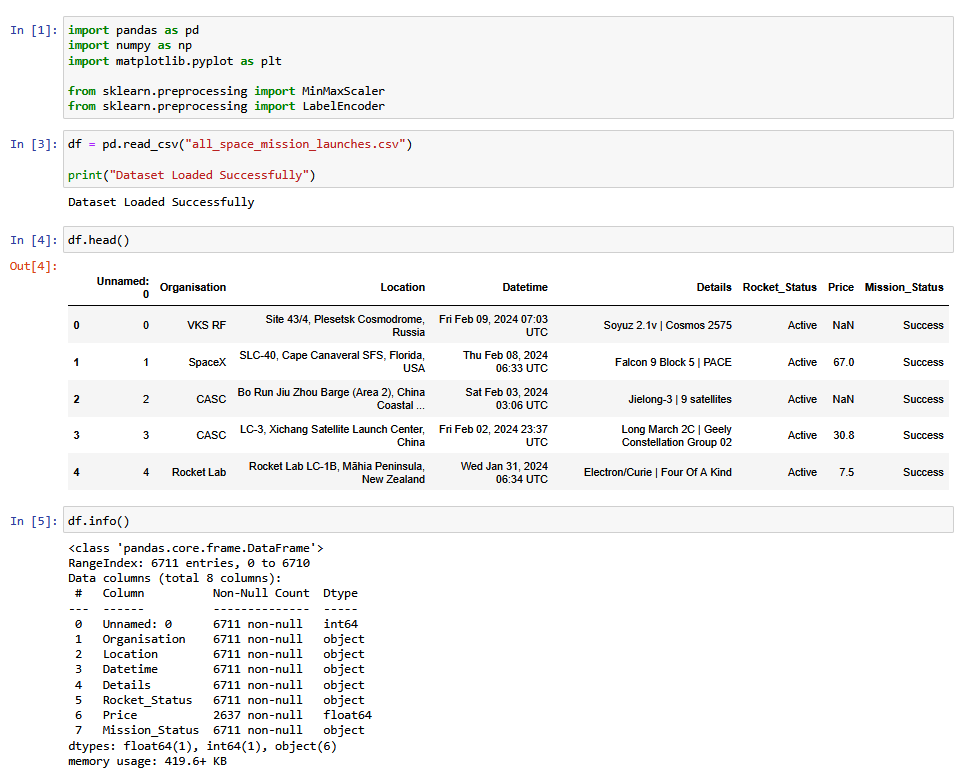 In [1]: import pandas as pd
import numpy as np
import matplotlib.pyplot as plt
from sklearn.preprocessing import MinMaxScaler
from sklearn.preprocessing import LabelEncoder
In [3]: df = pd.read_csv("all_space_mission_launches.csv")
print("Dataset Loaded Successfully")
Dataset Loaded Successfully
In [4]: df.head()
Out[4]:
Unnamed: 0 Organisation Location Datetime Details Rocket_Status Price Mission_Status
0 0 VKS RF Site 43/4, Plesetsk Cosmodrome, Russia Fri Feb 09, 2024 07:03 UTC Soyuz 2.1v | Cosmos 2575 Active NaN Success
1 1 SpaceX SLC-40, Cape Canaveral SFS, Florida, USA Thu Feb 08, 2024 06:33 UTC Falcon 9 Block 5 | PACE Active 67.0 Success
2 2 CASC Bo Run Jiu Zhou Barge (Area 2), China Coastal ... Sat Feb 03, 2024 03:06 UTC Jielong-3 | 9 satellites Active NaN Success
3 3 CASC LC-3, Xichang Satellite Launch Center, China Fri Feb 02, 2024 23:37 UTC Long March 2C | Geely Constellation Group 02 Active 30.8 Success
4 4 Rocket Lab Rocket Lab LC-1B, Māhia Peninsula, New Zealand Wed Jan 31, 2024 06:34 UTC Electron/Curie | Four Of A Kind Active 7.5 Success
In [5]: df.info()
<class 'pandas.core.frame.DataFrame'>
RangeIndex: 6711 entries, 0 to 6710
Data columns (total 8 columns):
# Column Non-Null Count Dtype
--- ------ -------------- -----
0 Unnamed: 0 6711 non-null int64
1 Organisation 6711 non-null object
2 Location 6711 non-null object
3 Datetime 6711 non-null object
4 Details 6711 non-null object
5 Rocket_Status 6711 non-null object
6 Price 2637 non-null float64
7 Mission_Status 6711 non-null object
dtypes: float64(1), int64(1), object(6)
memory usage: 419.6+ KB